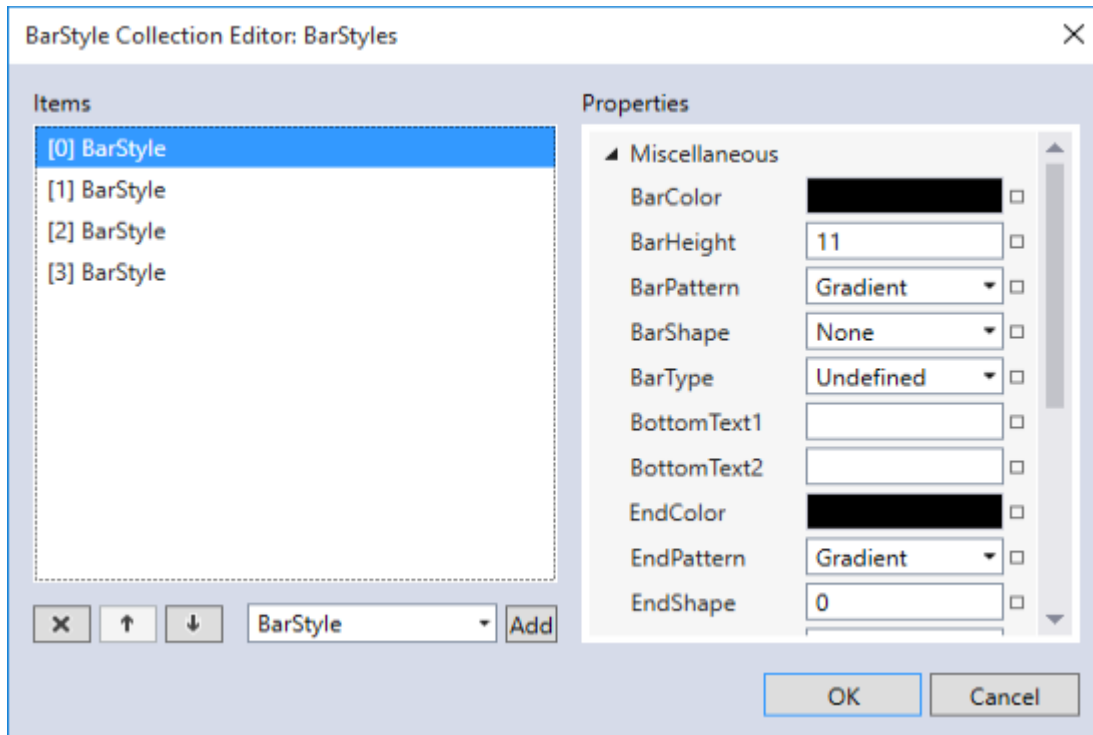 BarStyle Collection Editor: BarStyles
Items
[0] BarStyle
[1] BarStyle
[2] BarStyle
[3] BarStyle
BarStyle
Add
Properties
Miscellaneous
BarColor
BarHeight 11
BarPattern Gradient
BarShape None
BarType Undefined
BottomText1
BottomText2
EndColor
EndPattern Gradient
EndShape 0
OK
Cancel